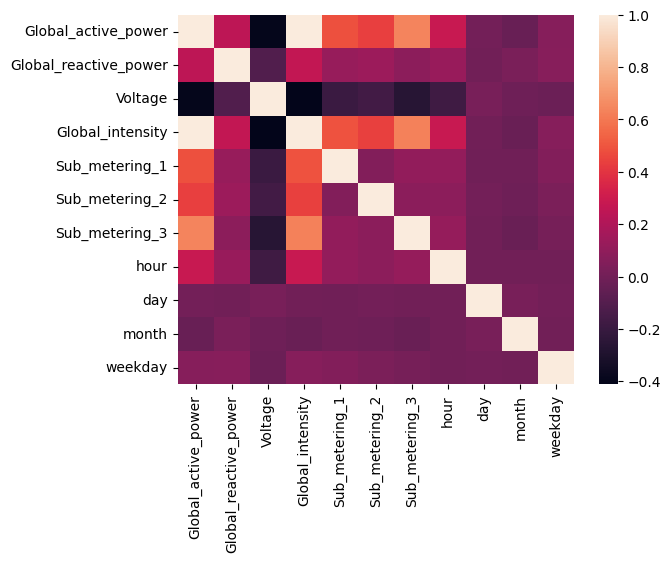 Global_active_power
Global_reactive_power
Voltage
Global_intensity
Sub_metering_1
Sub_metering_2
Sub_metering_3
hour
day
month
weekday
Global_active_power
Global_reactive_power
Voltage
Global_intensity
Sub_metering_1
Sub_metering_2
Sub_metering_3
hour
day
month
weekday
1.0
0.8
0.6
0.4
0.2
0.0
−0.2
−0.4